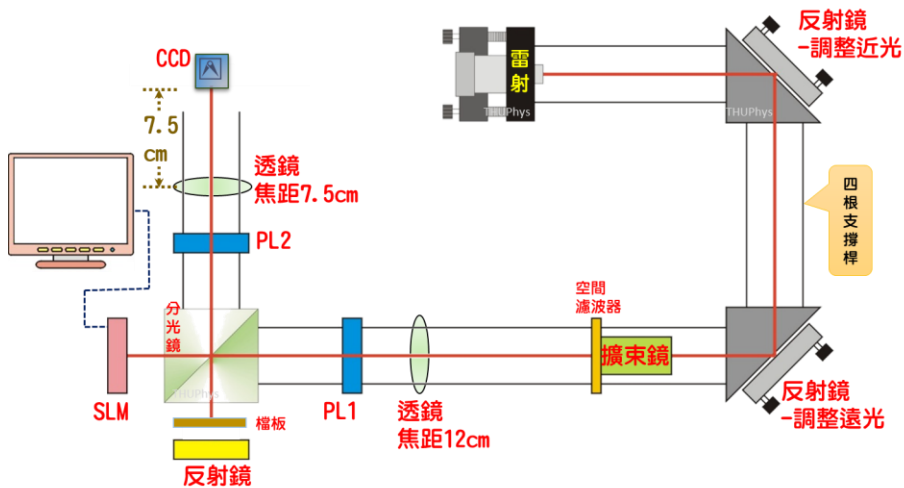 反射鏡
-調整近光
CCD
雷
射
THUPhys
THUPhys
7.5
cm
透鏡
焦距7.5cm
四
根
支
撐
桿
PL2
空間
濾波器
分
光
鏡
擴束鏡
THUPhys
SLM
PL1
透鏡
焦距12cm
反射鏡
-調整遠光
檔板
反射鏡